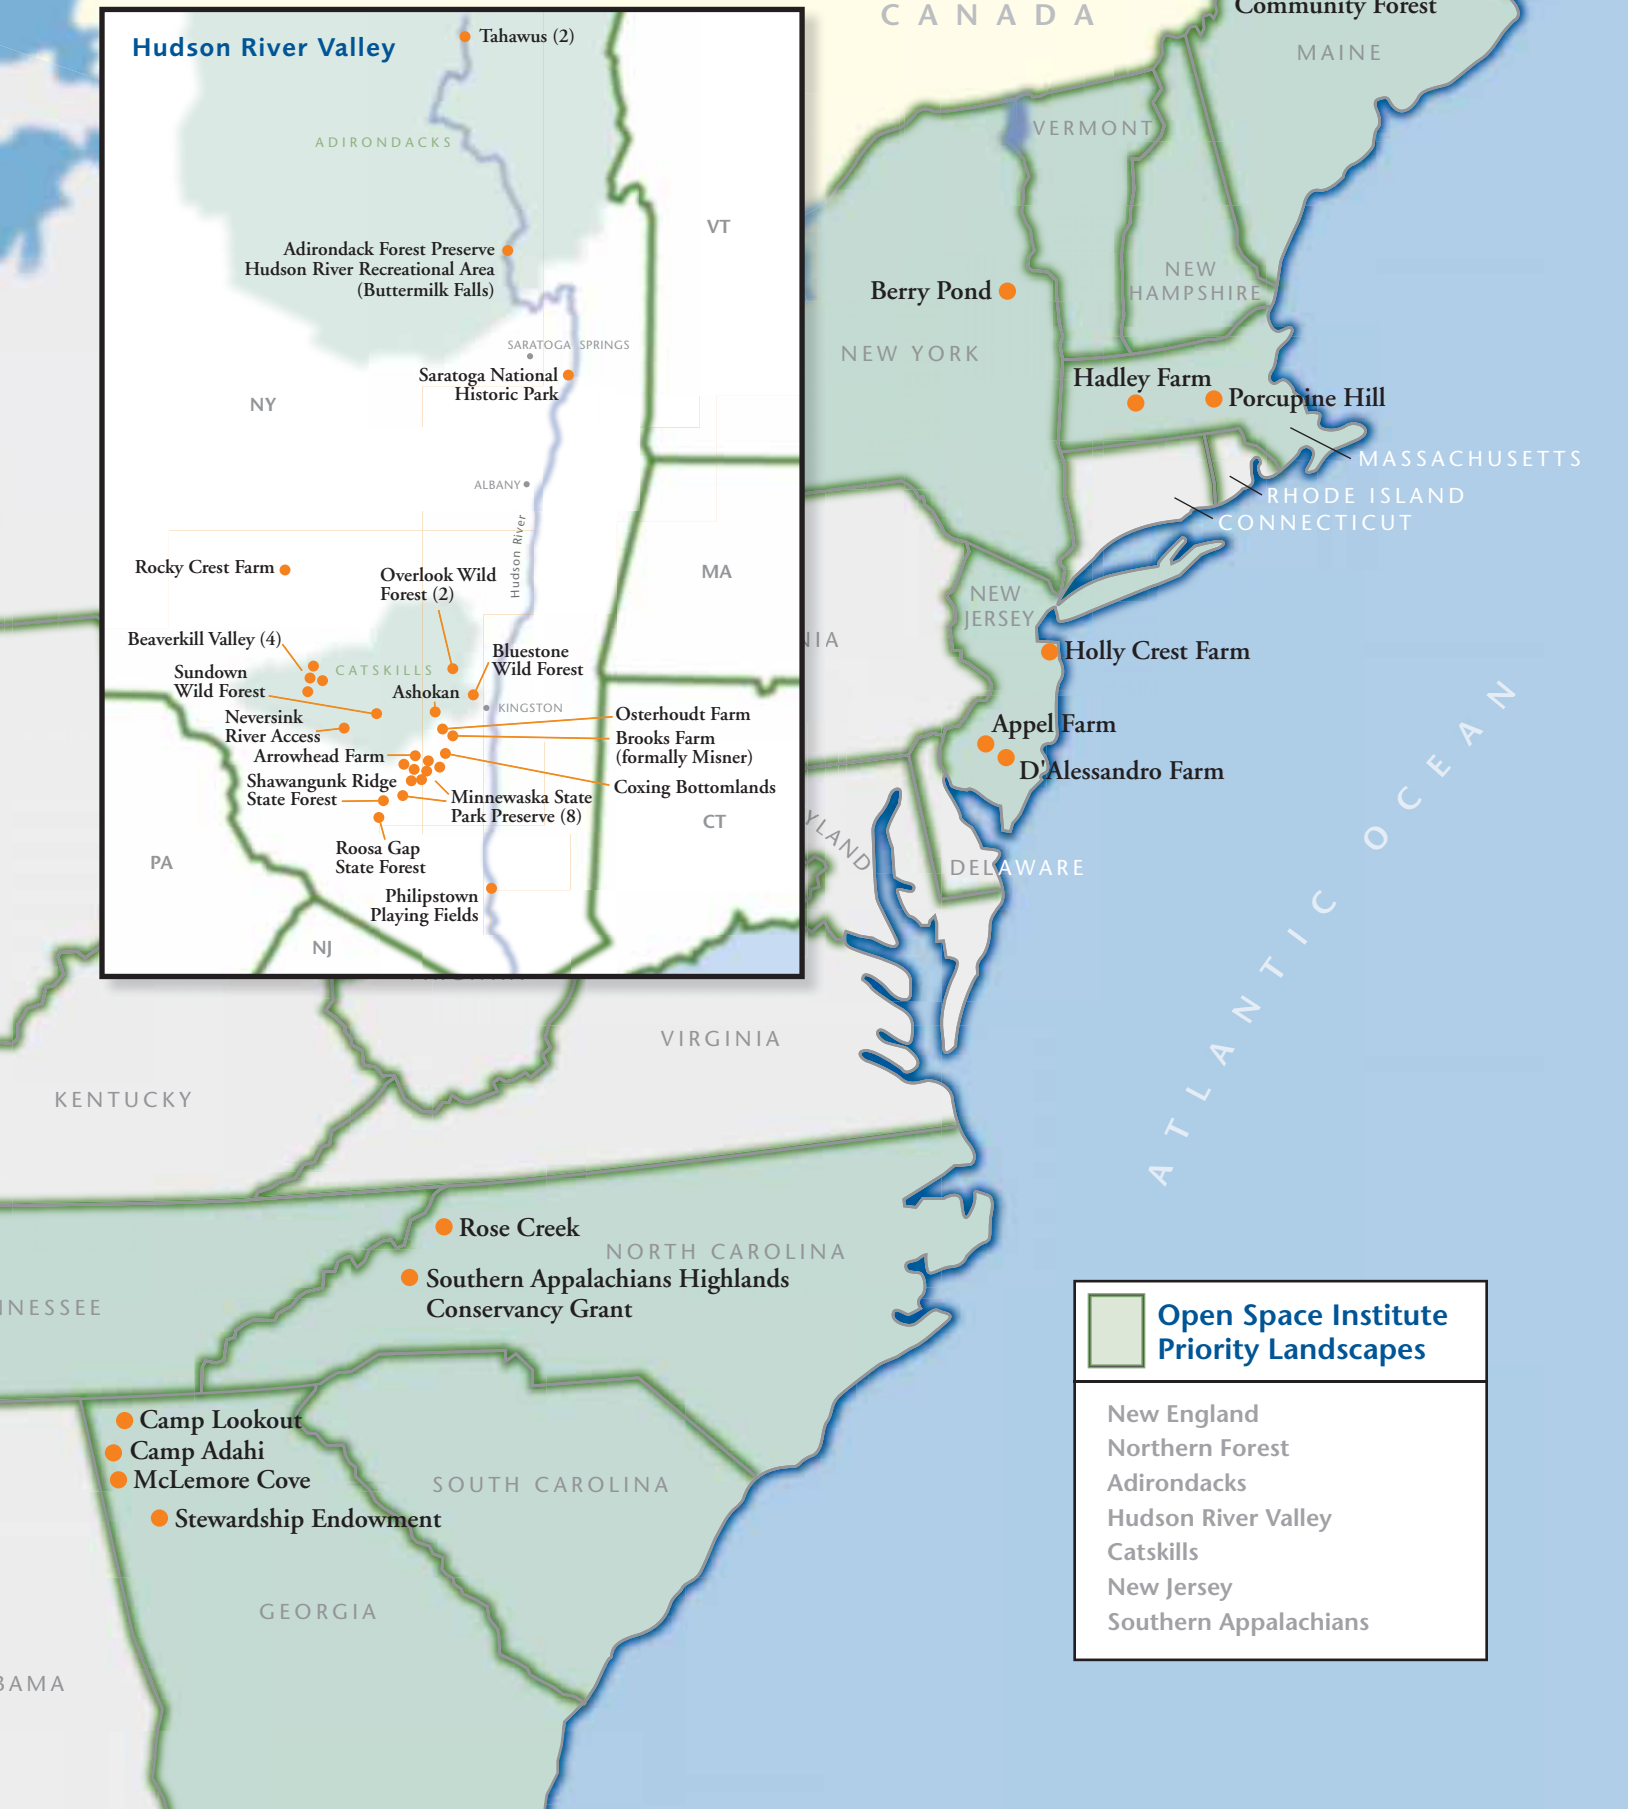 Hudson River Valley
Tahawus (2)
ADIRONDACKS
Adirondack Forest Preserve
Hudson River Recreational Area
(Buttermilk Falls)
VT
SARATOGA SPRINGS
Saratoga National
Historic Park
NY
ALBANY
Hudson River
Rocky Crest Farm
Overlook Wild
Forest (2)
MA
Beaverkill Valley (4)
CATSKILLS
Bluestone
Wild Forest
Sundown
Wild Forest
Ashokan
KINGSTON
Neversink
River Access
Osterhoudt Farm
Brooks Farm
(formally Misner)
Arrowhead Farm
Shawangunk Ridge
State Forest
Coxing Bottomlands
Minnewaska State
Park Preserve (8)
CT
Roosa Gap
State Forest
PA
Philipstown
Playing Fields
NJ
CANADA
Community Forest
MAINE
VERMONT
NEW
HAMPSHIRE
Berry Pond
NEW YORK
Hadley Farm
Porcupine Hill
MASSACHUSETTS
RHODE ISLAND
CONNECTICUT
NEW
JERSEY
NIA
Holly Crest Farm
Appel Farm
D'Alessandro Farm
YLAND
DELAWARE
ATLANTIC OCEAN
VIRGINIA
KENTUCKY
Rose Creek
NORTH CAROLINA
Southern Appalachians Highlands
Conservancy Grant
NNESSEE
Camp Lookout
Camp Adahi
McLemore Cove
SOUTH CAROLINA
Stewardship Endowment
GEORGIA
BAMA
Open Space Institute
Priority Landscapes
New England
Northern Forest
Adirondacks
Hudson River Valley
Catskills
New Jersey
Southern Appalachians